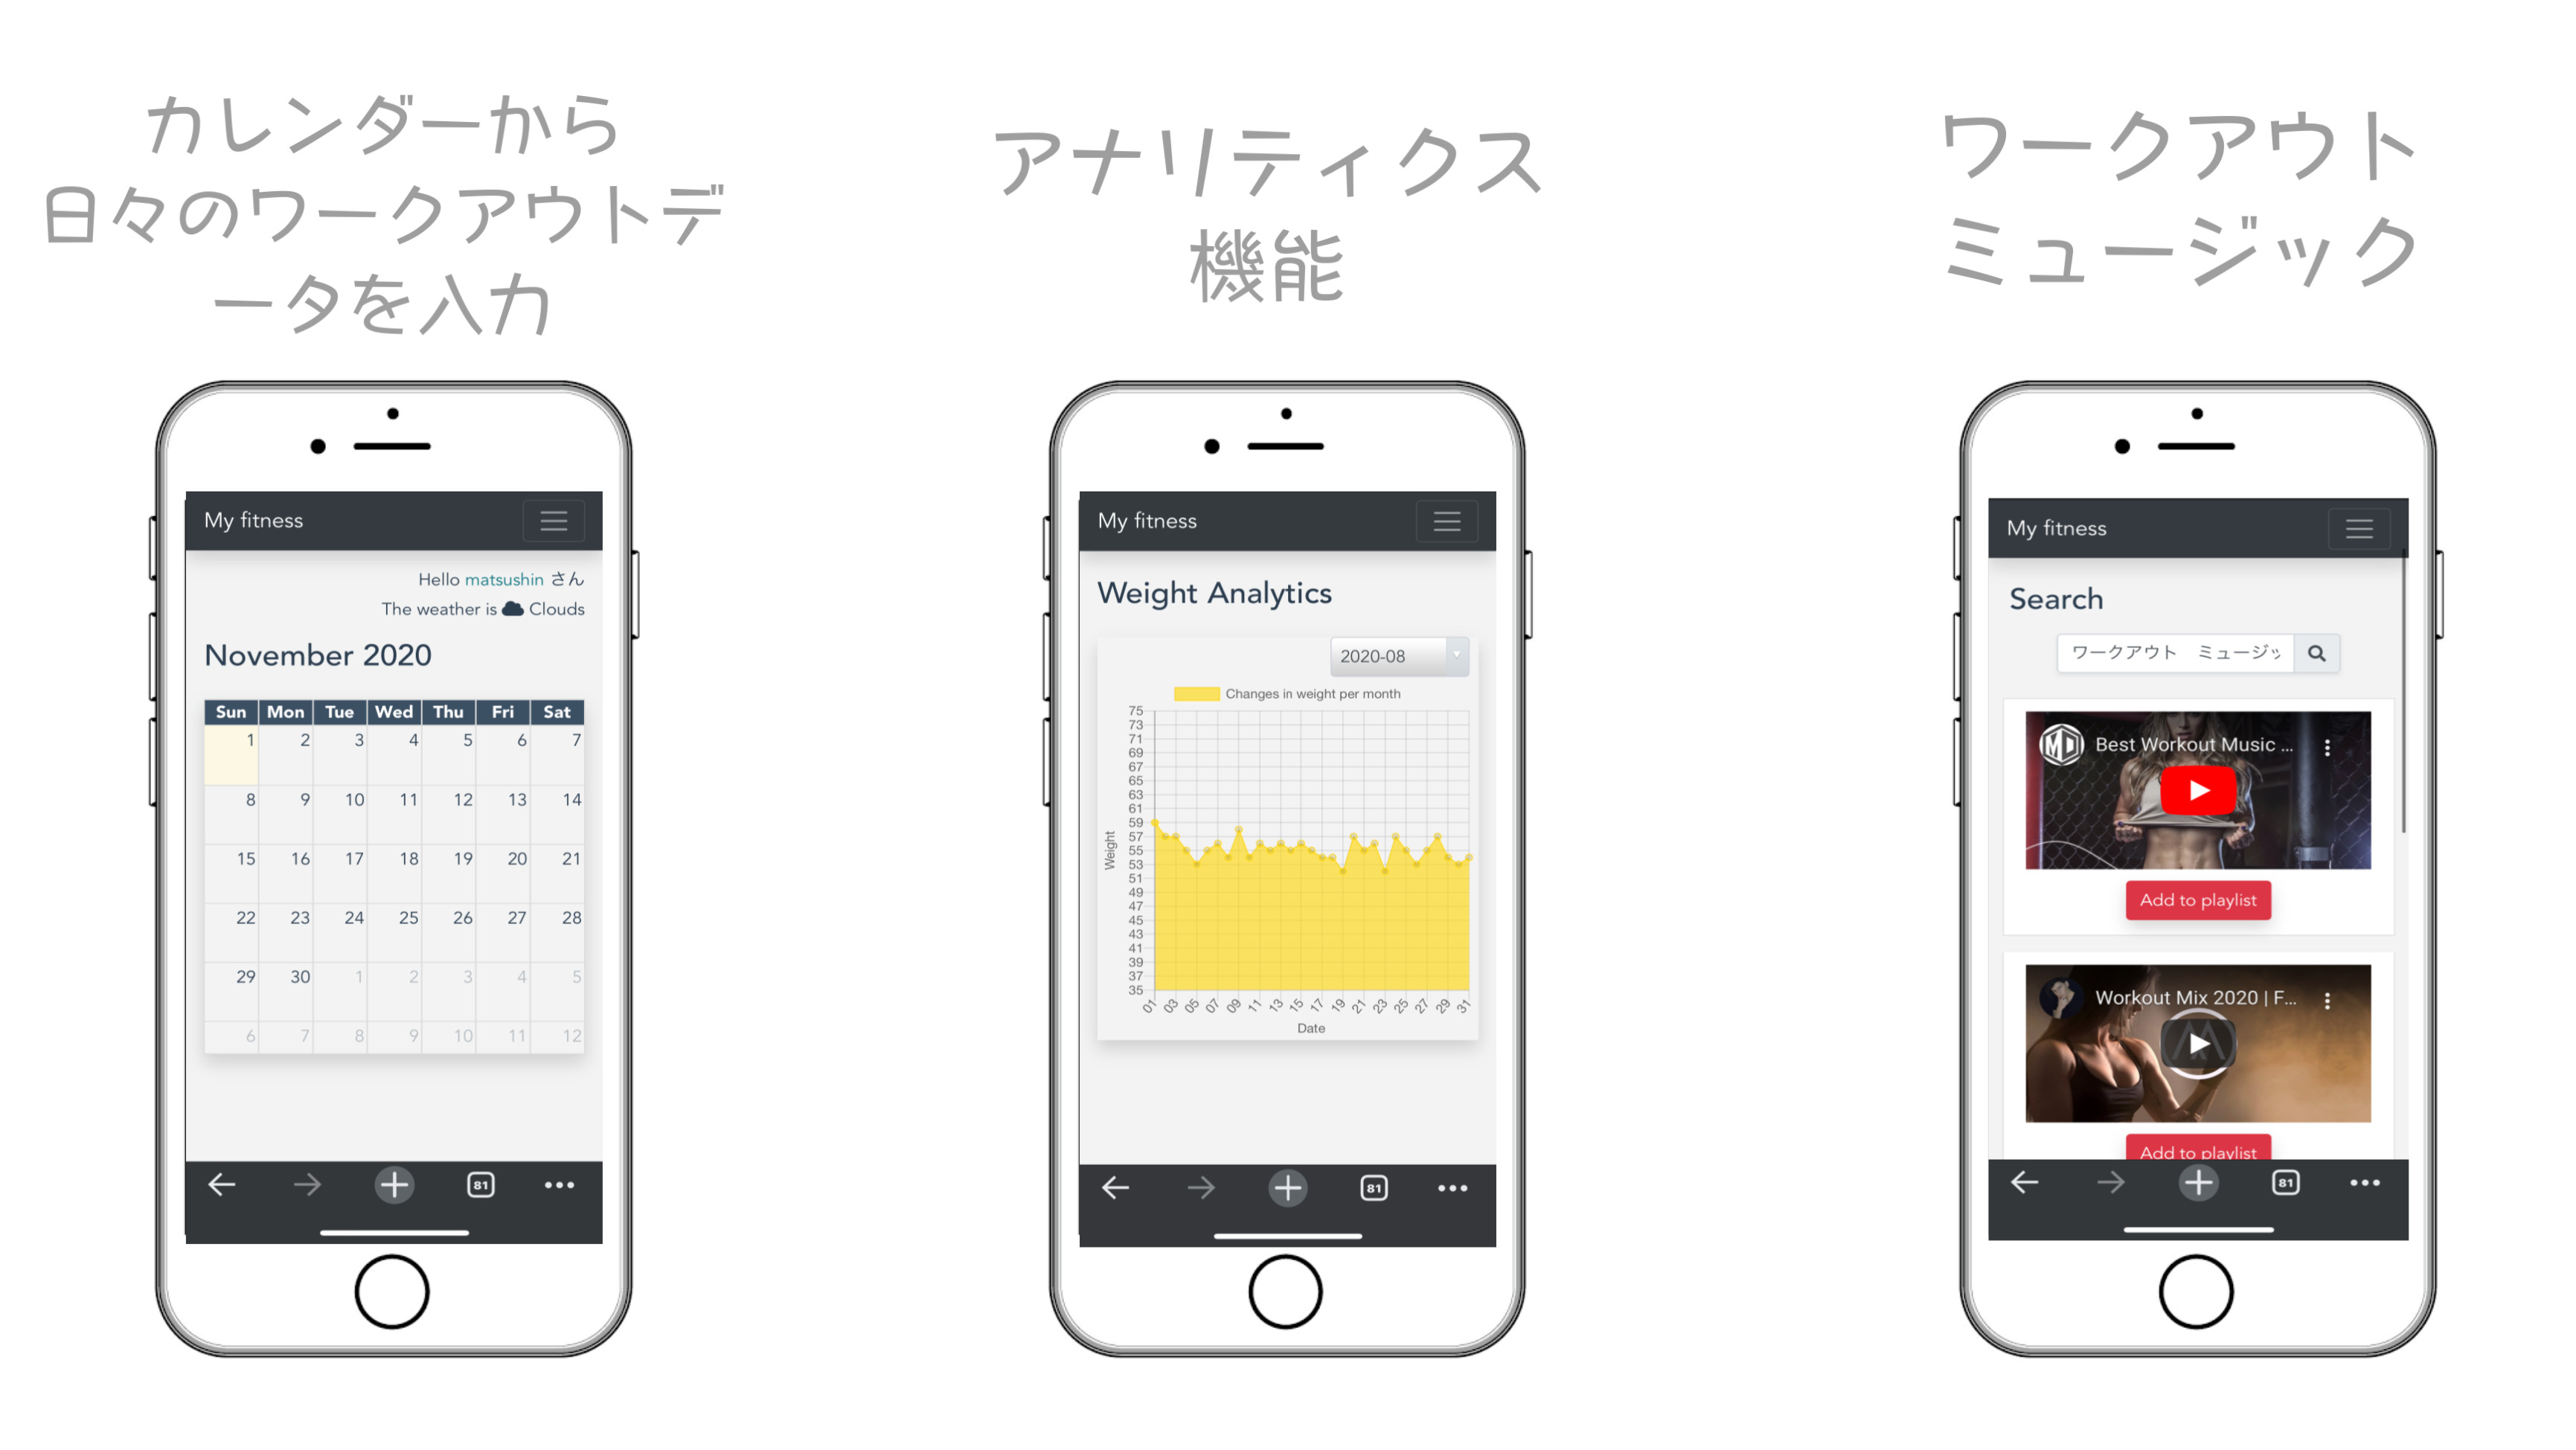 カレンダーから
日々のワークアウトデ
ータを入力
My fitness
Hello matsushin さん
The weather is Clouds
November 2020
Sun Mon Tue Wed Thu Fri Sat
1 2 3 4 5 6 7
8 9 10 11 12 13 14
15 16 17 18 19 20 21
22 23 24 25 26 27 28
29 30 1 2 3 4 5
6 7 8 9 10 11 12
81
アナリティクス
機能
My fitness
Weight Analytics
2020-08
Changes in weight per month
75
73
71
69
67
65
63
61
59
57
55
53
51
49
47
45
43
41
39
37
35
Weight
01 03 05 07 09 11 13 15 17 19 21 23 25 27 29 31
Date
81
ワークアウト
ミュージック
My fitness
Search
ワークアウト　ミュージッ
Best Workout Music ...
Add to playlist
Workout Mix 2020 | F...
Add to playlist
81